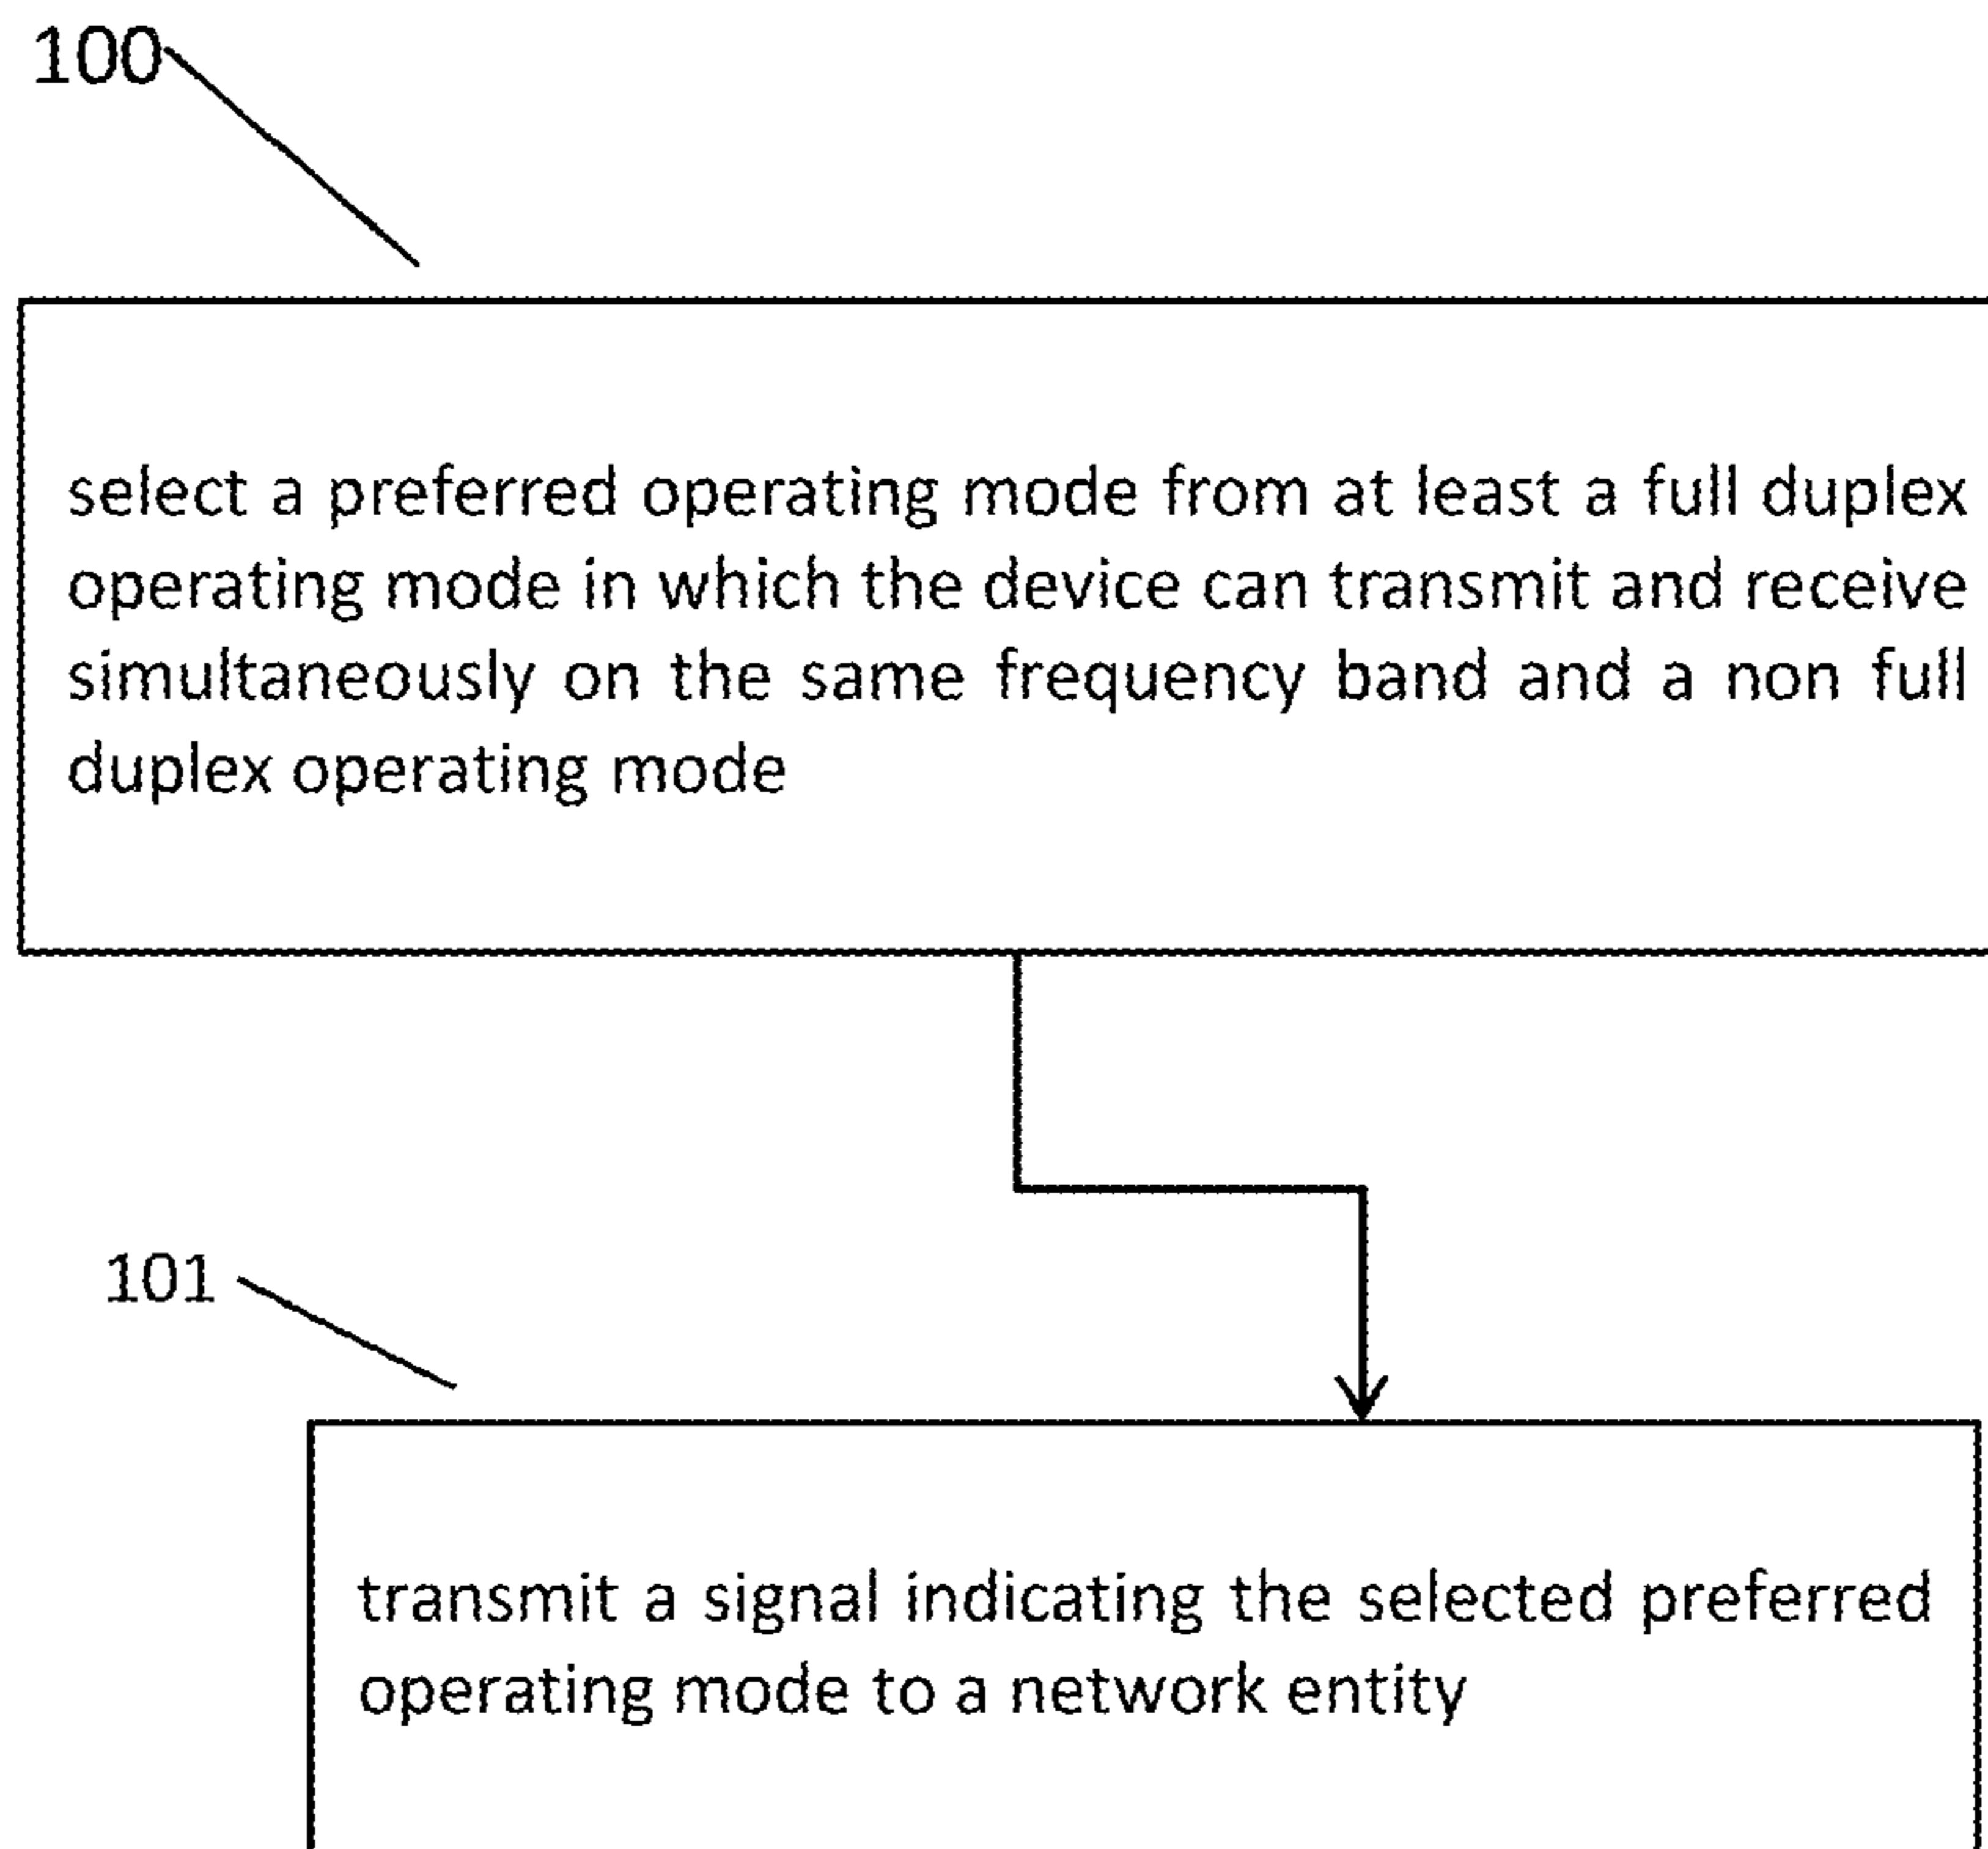 100
select a preferred operating mode from at least a full duplex
operating mode in which the device can transmit and receive
simultaneously on the same frequency band and a non full
duplex operating mode
101
transmit a signal indicating the selected preferred
operating mode to a network entity